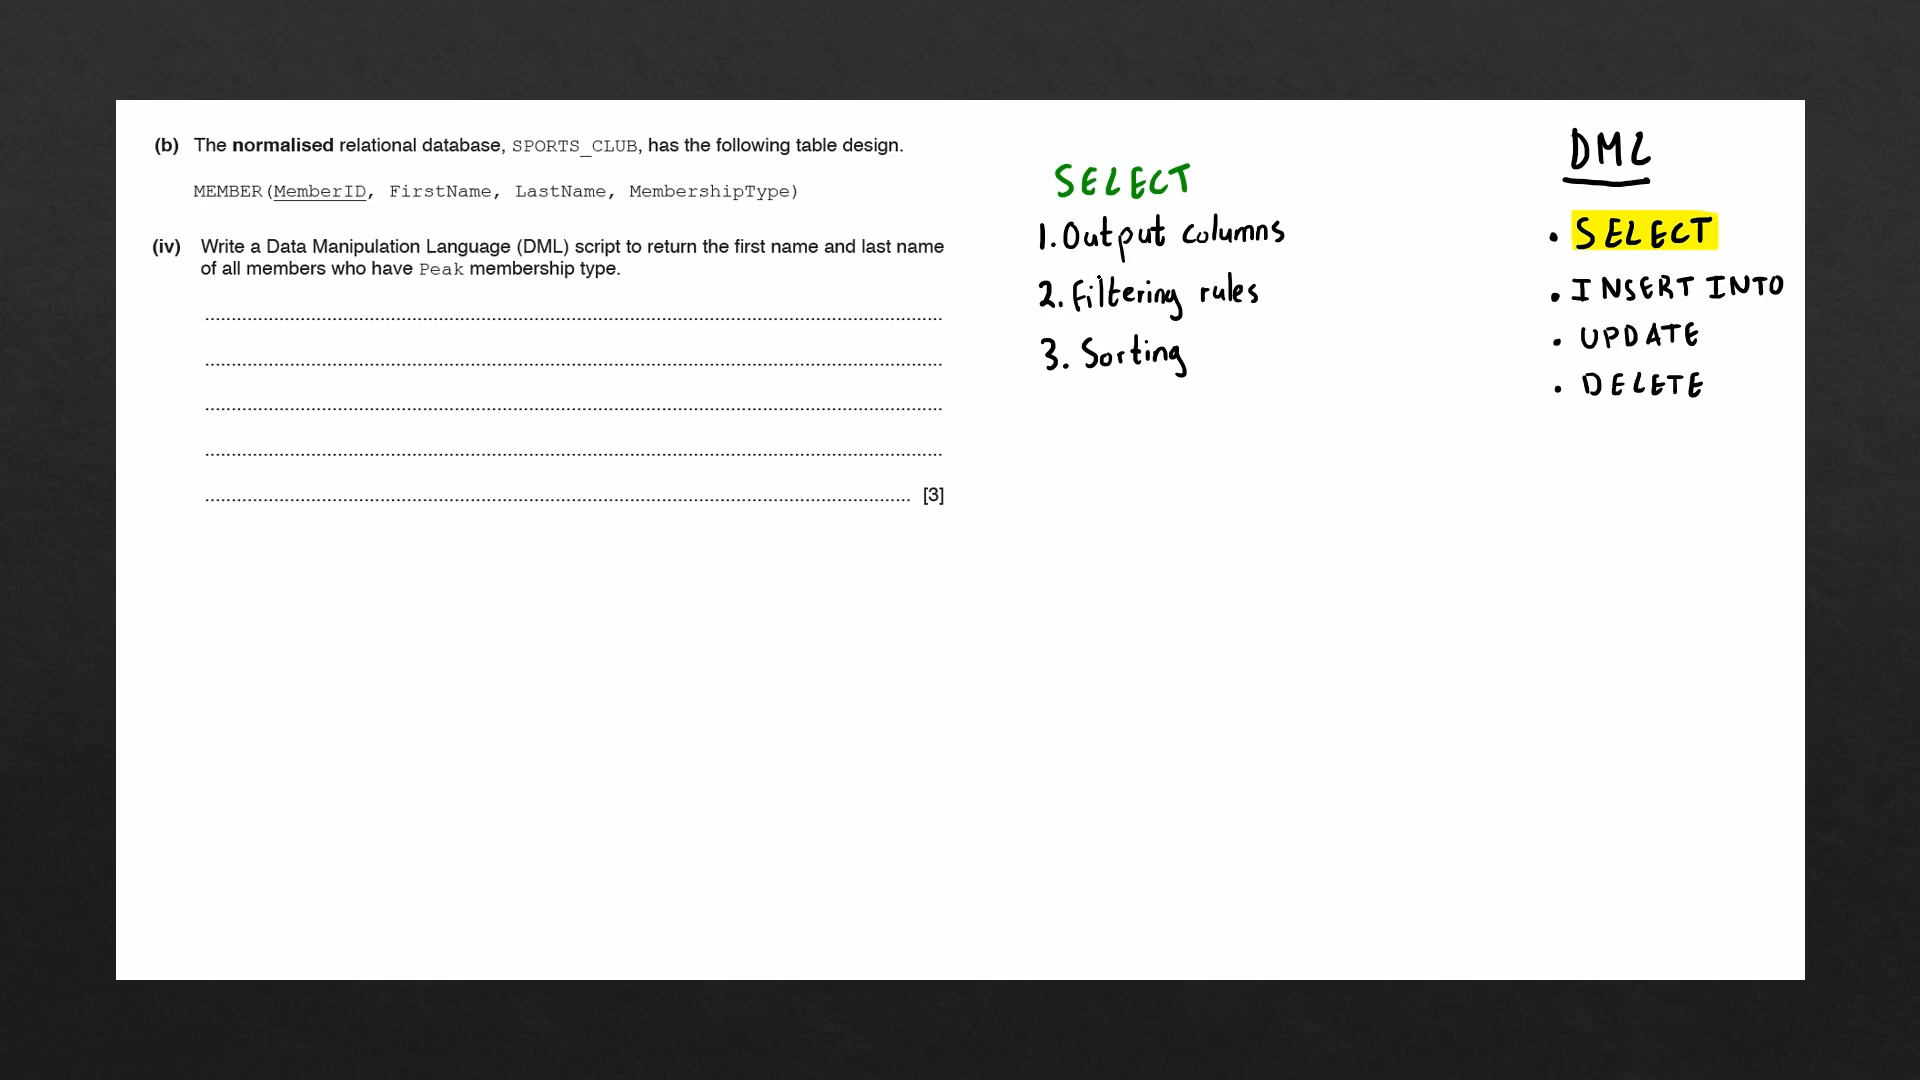 (b) The normalised relational database, SPORTS_CLUB, has the following table design.
MEMBER(MemberID, FirstName, LastName, MembershipType)
(iv) Write a Data Manipulation Language (DML) script to return the first name and last name
of all members who have Peak membership type.
................................................................
................................................................
................................................................
................................................................
................................................................ [3]
SELECT
1. Output columns
2. Filtering rules
3. Sorting
DML
• SELECT
• INSERT INTO
• UPDATE
• DELETE